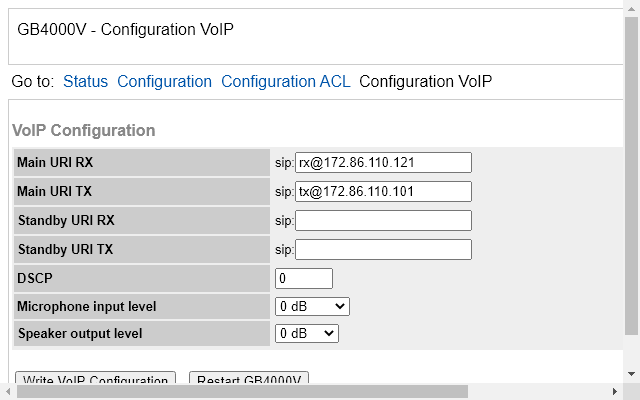 GB4000V - Configuration VoIP
Go to: Status Configuration Configuration ACL Configuration VoIP
VoIP Configuration
Main URI RX sip: rx@172.86.110.121
Main URI TX sip: tx@172.86.110.101
Standby URI RX sip:
Standby URI TX sip:
DSCP 0
Microphone input level 0 dB
Speaker output level 0 dB
Write VoIP Configuration Restart GB4000V